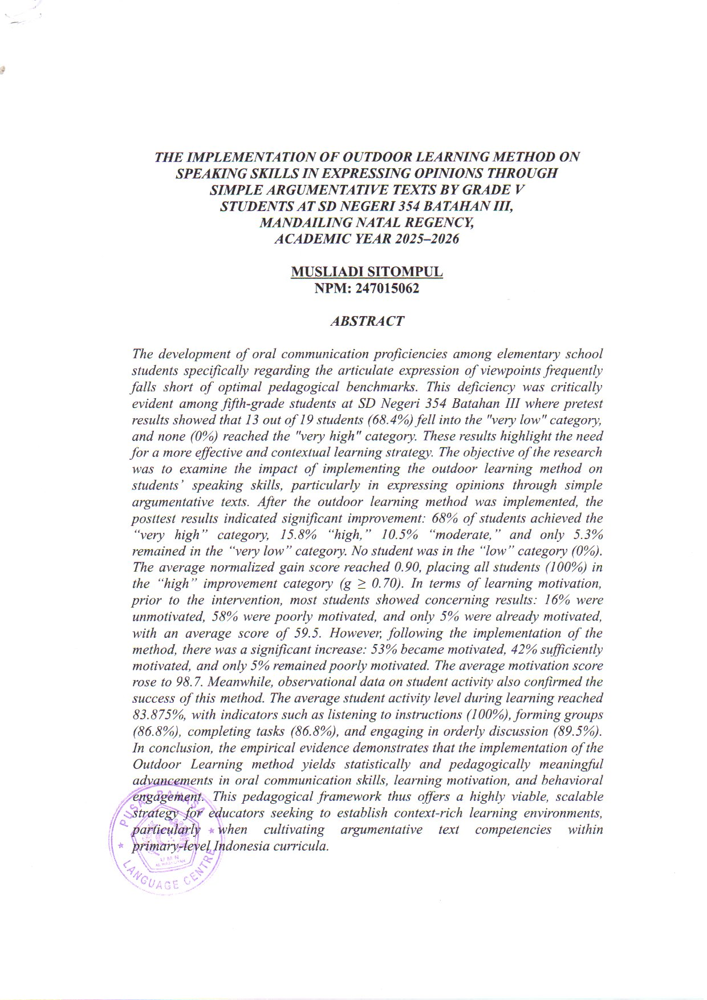 THE IMPLEMENTATION OF OUTDOOR LEARNING METHOD ON
SPEAKING SKILLS IN EXPRESSING OPINIONS THROUGH
SIMPLE ARGUMENTATIVE TEXTS BY GRADE V
STUDENTS AT SD NEGERI 354 BATAHAN III,
MANDAILING NATAL REGENCY,
ACADEMIC YEAR 2025–2026
MUSLIADI SITOMPUL
NPM: 247015062
ABSTRACT
The development of oral communication proficiencies among elementary school
students specifically regarding the articulate expression of viewpoints frequently
falls short of optimal pedagogical benchmarks. This deficiency was critically
evident among fifth-grade students at SD Negeri 354 Batahan III where pretest
results showed that 13 out of 19 students (68.4%) fell into the "very low" category,
and none (0%) reached the "very high" category. These results highlight the need
for a more effective and contextual learning strategy. The objective of the research
was to examine the impact of implementing the outdoor learning method on
students’ speaking skills, particularly in expressing opinions through simple
argumentative texts. After the outdoor learning method was implemented, the
posttest results indicated significant improvement: 68% of students achieved the
“very high” category, 15.8% “high,” 10.5% “moderate,” and only 5.3%
remained in the “very low” category. No student was in the “low” category (0%).
The average normalized gain score reached 0.90, placing all students (100%) in
the “high” improvement category (g ≥ 0.70). In terms of learning motivation,
prior to the intervention, most students showed concerning results: 16% were
unmotivated, 58% were poorly motivated, and only 5% were already motivated,
with an average score of 59.5. However, following the implementation of the
method, there was a significant increase: 53% became motivated, 42% sufficiently
motivated, and only 5% remained poorly motivated. The average motivation score
rose to 98.7. Meanwhile, observational data on student activity also confirmed the
success of this method. The average student activity level during learning reached
83.875%, with indicators such as listening to instructions (100%), forming groups
(86.8%), completing tasks (86.8%), and engaging in orderly discussion (89.5%).
In conclusion, the empirical evidence demonstrates that the implementation of the
Outdoor Learning method yields statistically and pedagogically meaningful
advancements in oral communication skills, learning motivation, and behavioral
engagement. This pedagogical framework thus offers a highly viable, scalable
strategy for educators seeking to establish context-rich learning environments,
particularly when cultivating argumentative text competencies within
primary-level Indonesia curricula.
PUSAT BAHASA
UMN
LANGUAGE CENTRE